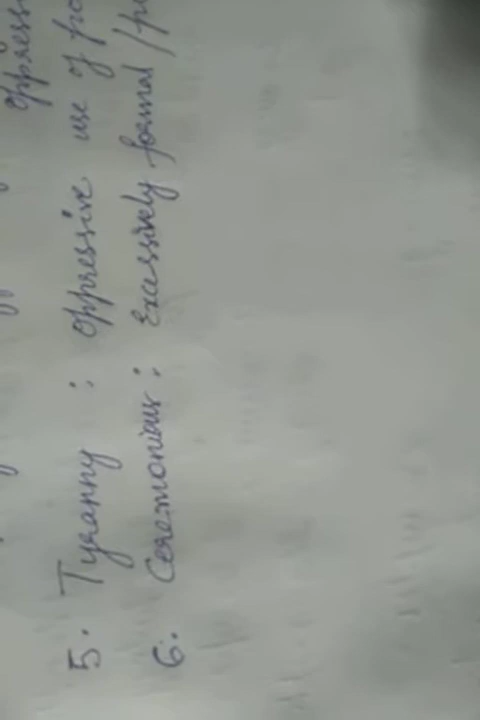 oppress
5. Tyranny : oppressive use of
6. Ceremonious : Excessively formal /